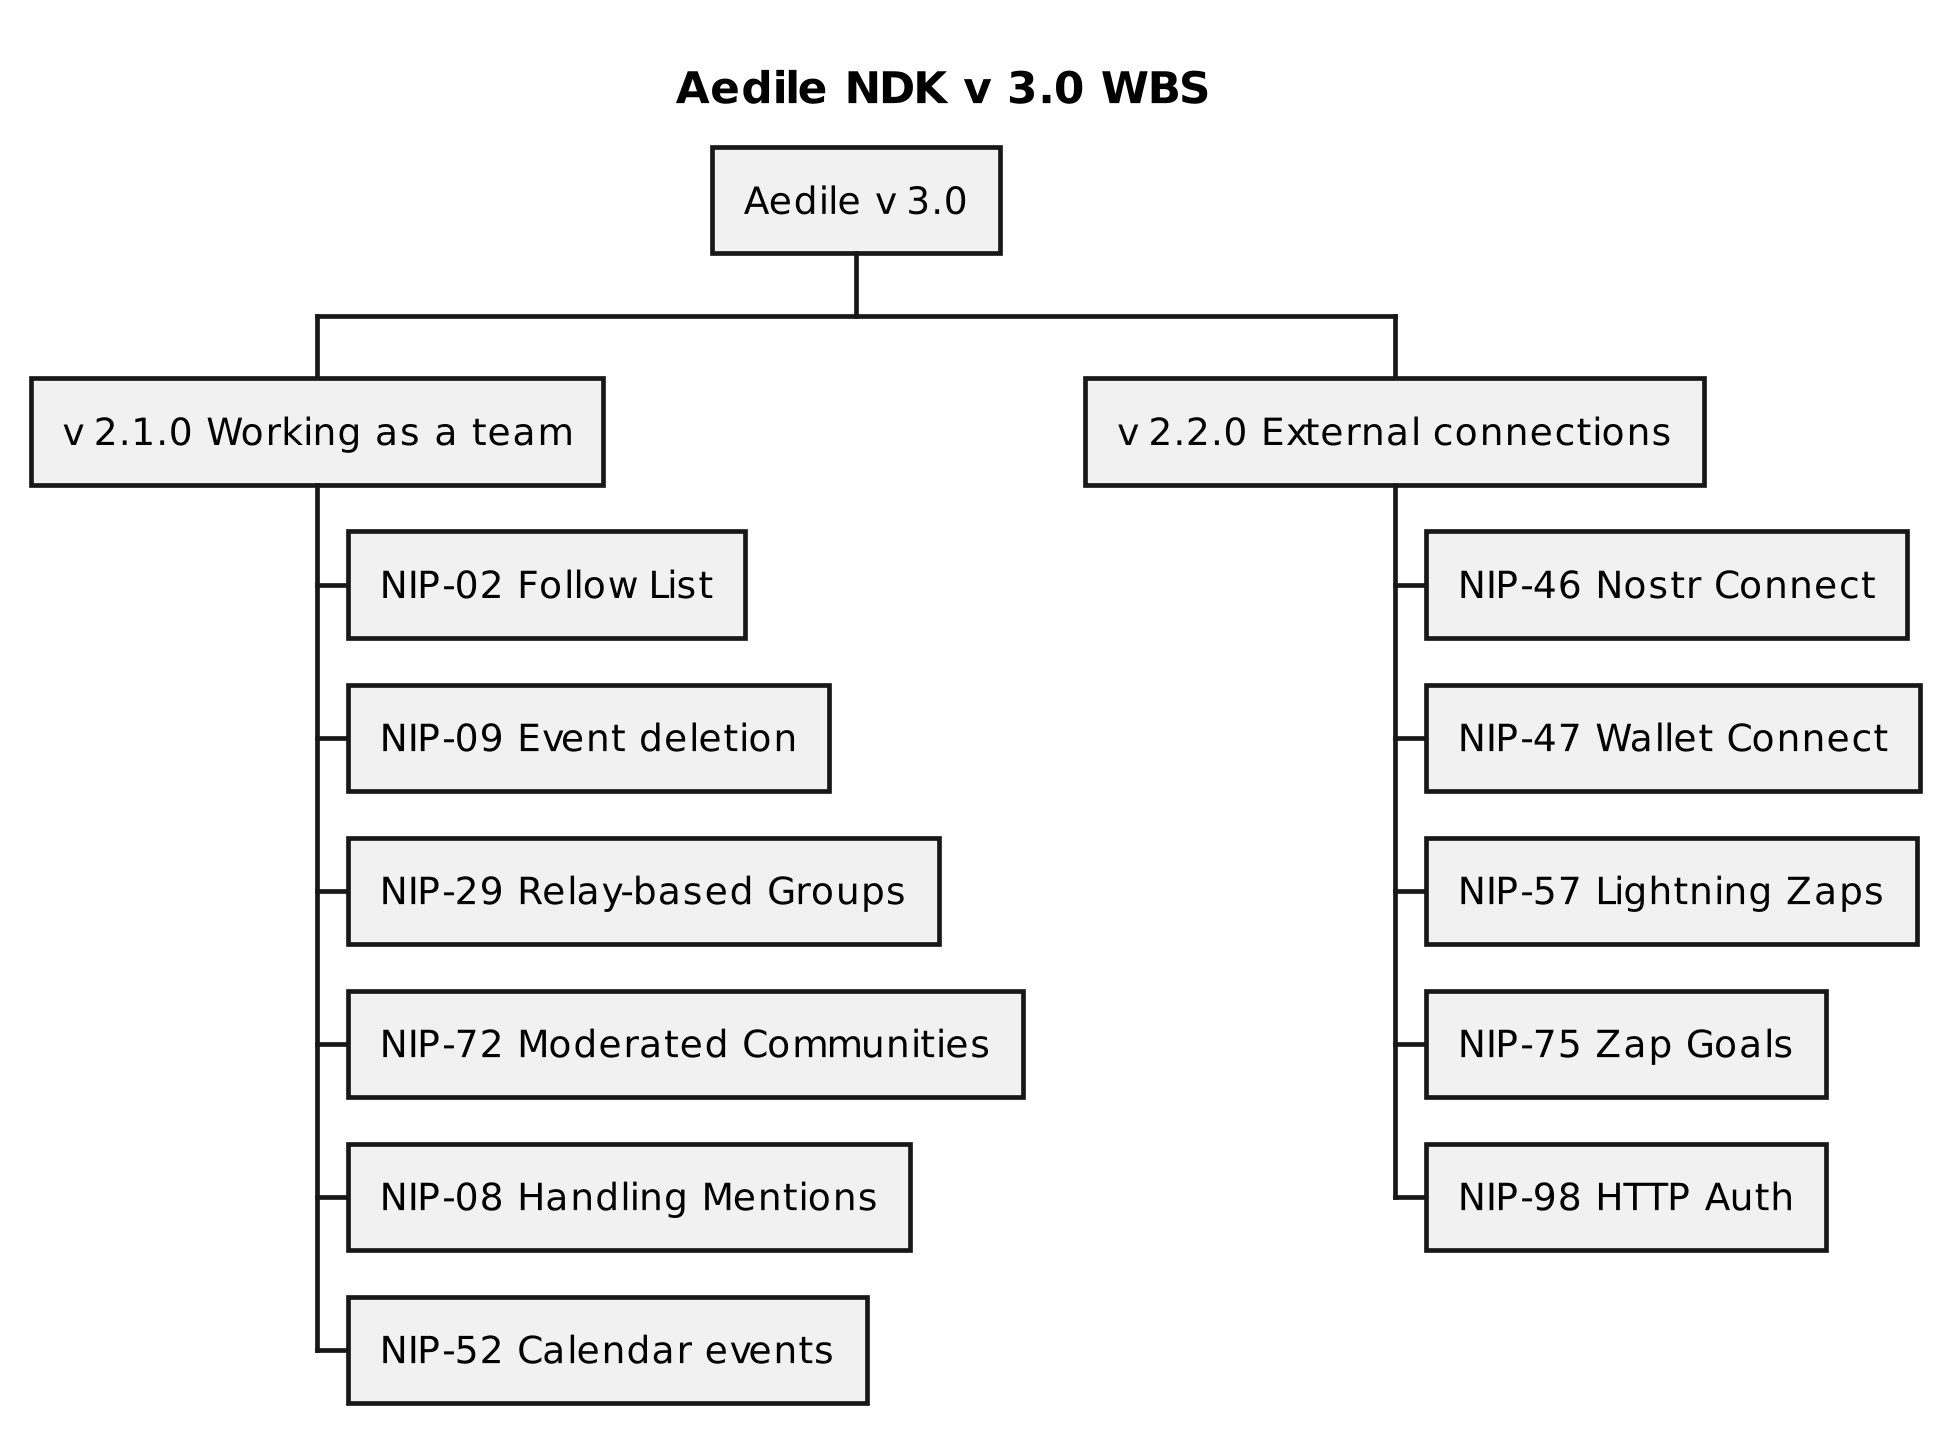 Aedile NDK v 3.0 WBS
Aedile v 3.0
v 2.1.0 Working as a team
NIP-02 Follow List
NIP-09 Event deletion
NIP-29 Relay-based Groups
NIP-72 Moderated Communities
NIP-08 Handling Mentions
NIP-52 Calendar events
v 2.2.0 External connections
NIP-46 Nostr Connect
NIP-47 Wallet Connect
NIP-57 Lightning Zaps
NIP-75 Zap Goals
NIP-98 HTTP Auth